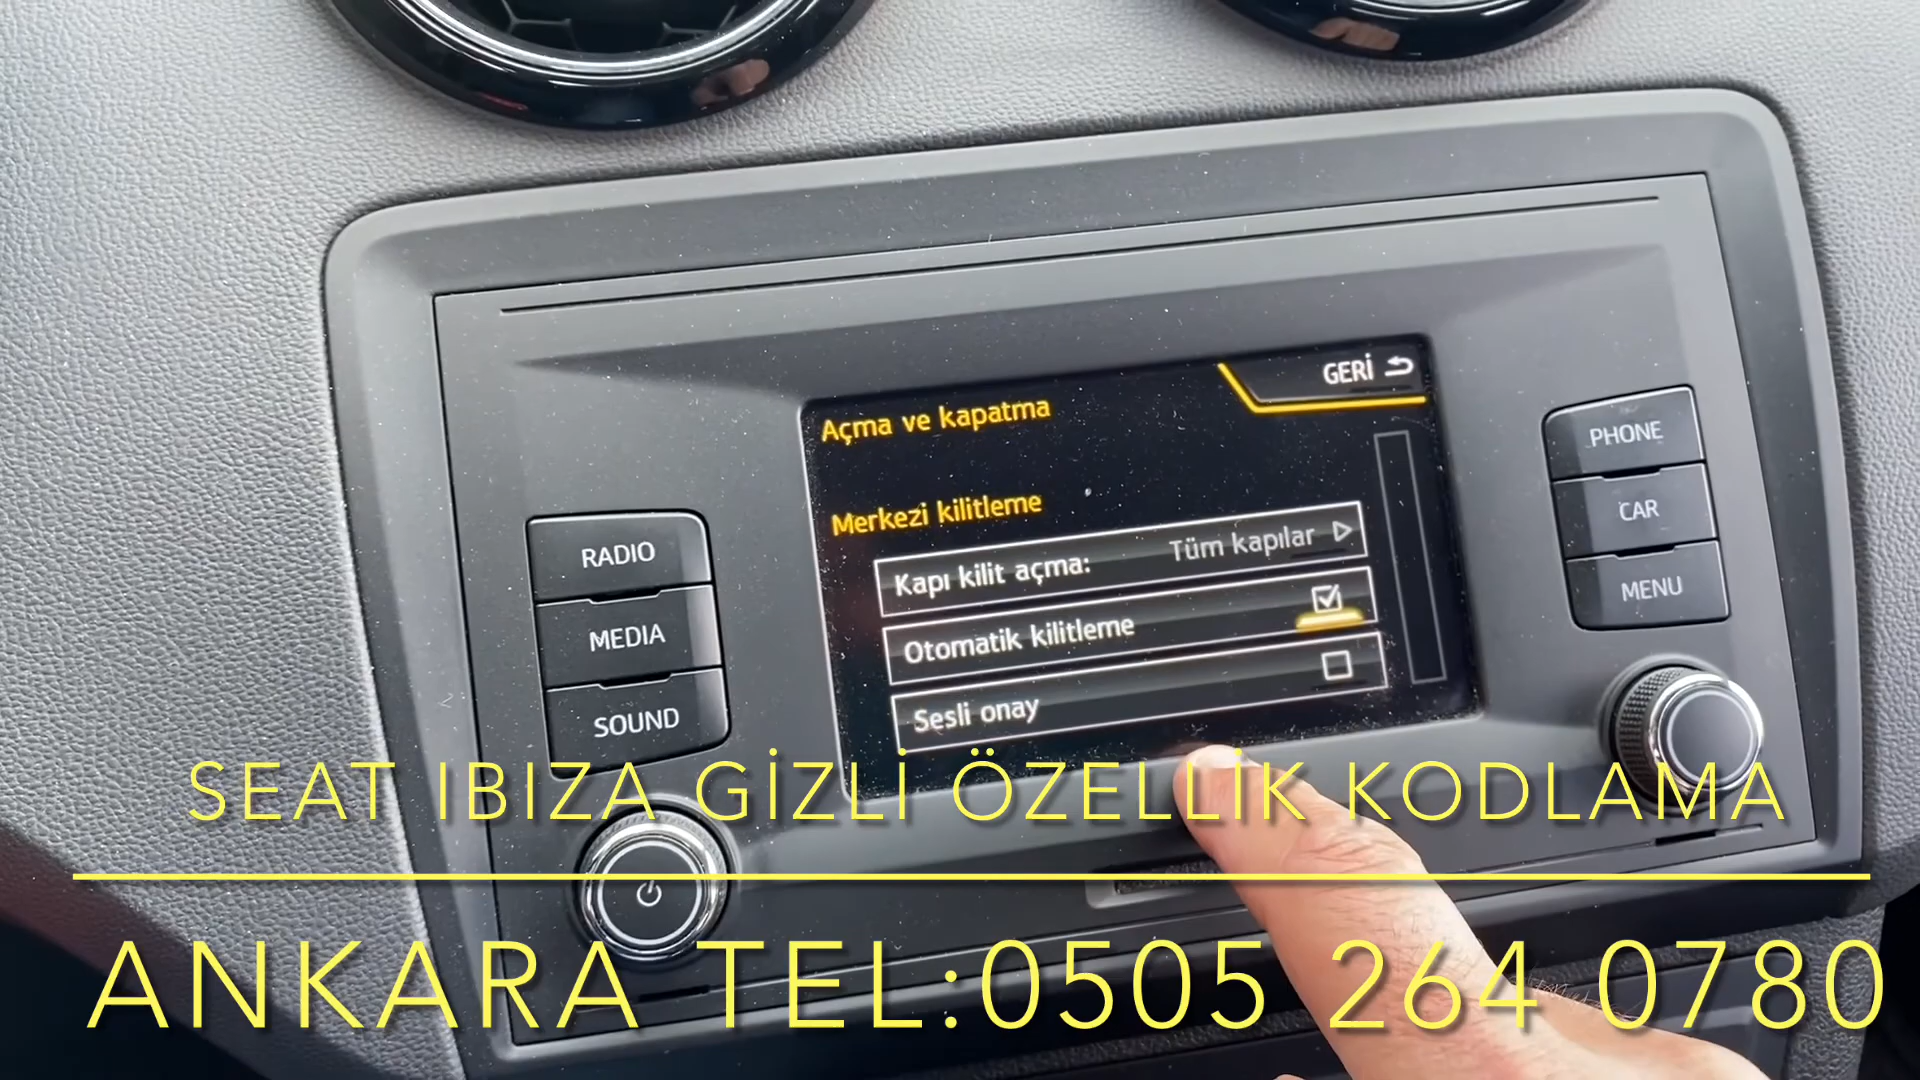 GERİ
Açma ve kapatma
Merkezi kilitleme
Kapı kilit açma: Tüm kapılar
Otomatik kilitleme
Sesli onay
RADIO
MEDIA
SOUND
PHONE
CAR
MENU
SEAT IBIZA GİZLİ ÖZELLİK KODLAMA
ANKARA TEL:0505 264 0780